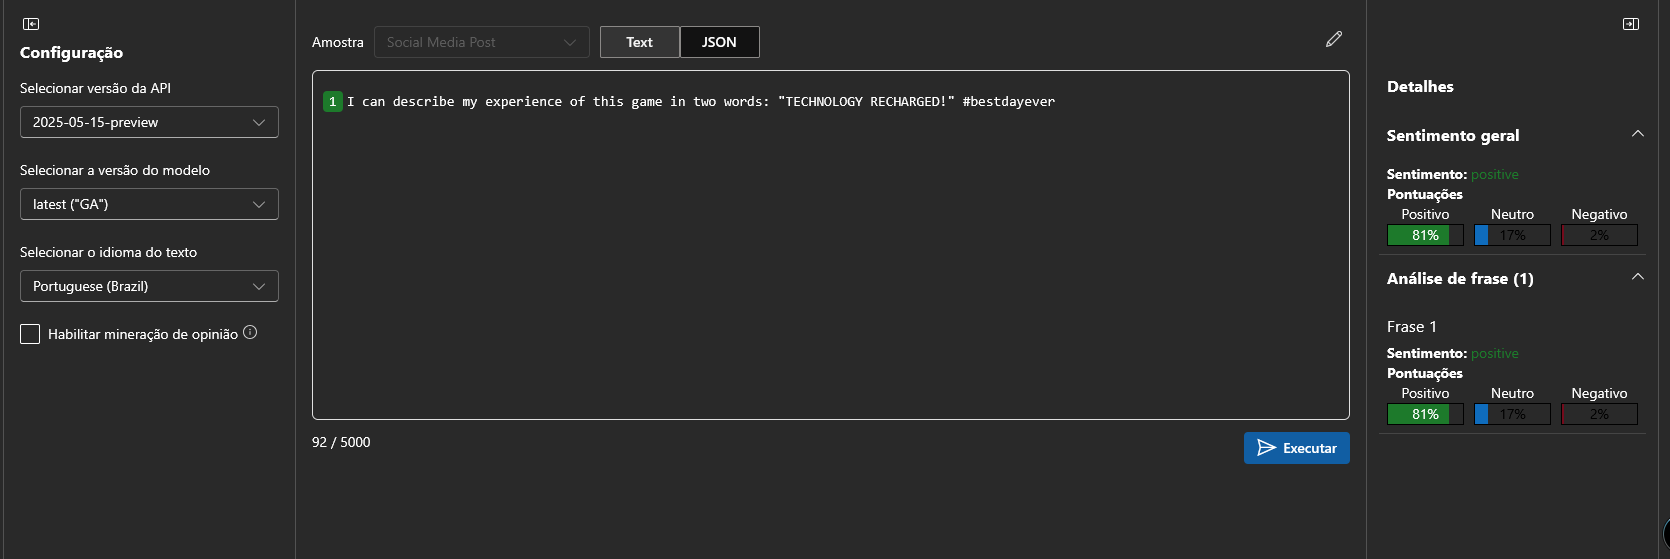 Configuração
Selecionar versão da API
2025-05-15-preview
Selecionar a versão do modelo
latest ("GA")
Selecionar o idioma do texto
Portuguese (Brazil)
Habilitar mineração de opinião
Amostra
Social Media Post
Text
JSON
1 I can describe my experience of this game in two words: "TECHNOLOGY RECHARGED!" #bestdayever
92 / 5000
Executar
Detalhes
Sentimento geral
Sentimento: positive
Pontuações
Positivo Neutro Negativo
81% 17% 2%
Análise de frase (1)
Frase 1
Sentimento: positive
Pontuações
Positivo Neutro Negativo
81% 17% 2%